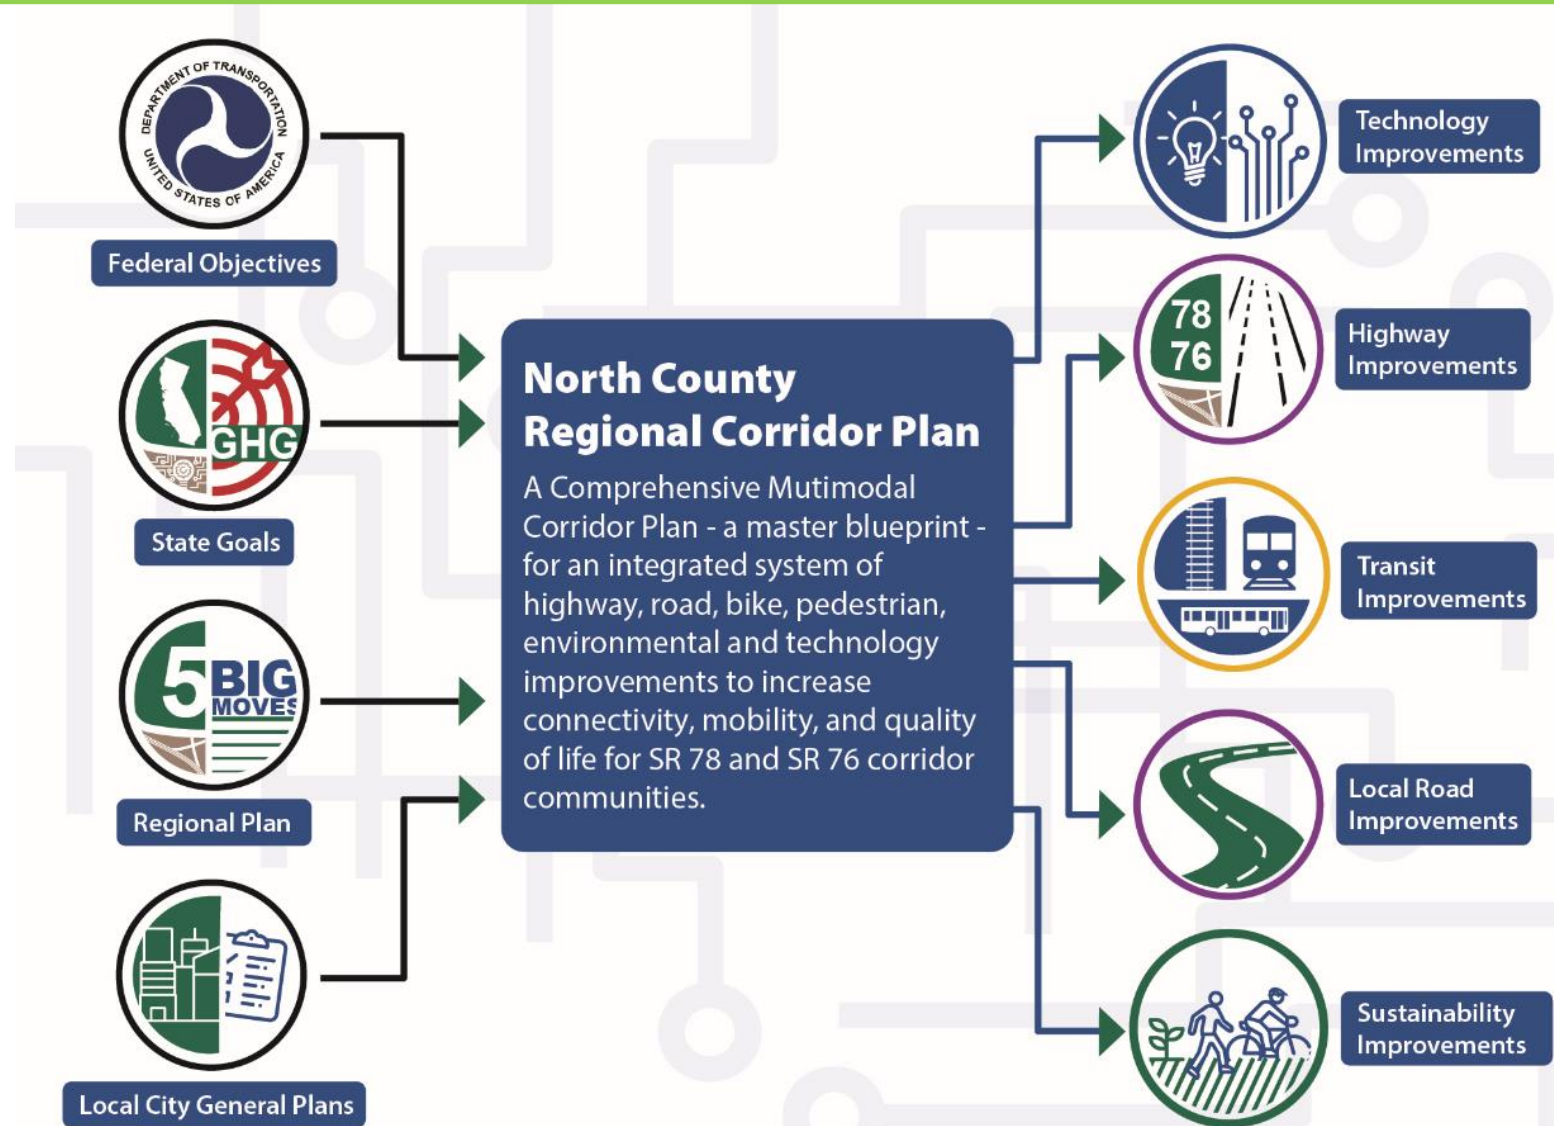 DEPARTMENT OF TRANSPORTATION
UNITED STATES OF AMERICA
Federal Objectives
GHG
State Goals
5 BIG
MOVES
Regional Plan
Local City General Plans
North County
Regional Corridor Plan
A Comprehensive Mutimodal
Corridor Plan - a master blueprint -
for an integrated system of
highway, road, bike, pedestrian,
environmental and technology
improvements to increase
connectivity, mobility, and quality
of life for SR 78 and SR 76 corridor
communities.
Technology
Improvements
78
76
Highway
Improvements
Transit
Improvements
Local Road
Improvements
Sustainability
Improvements